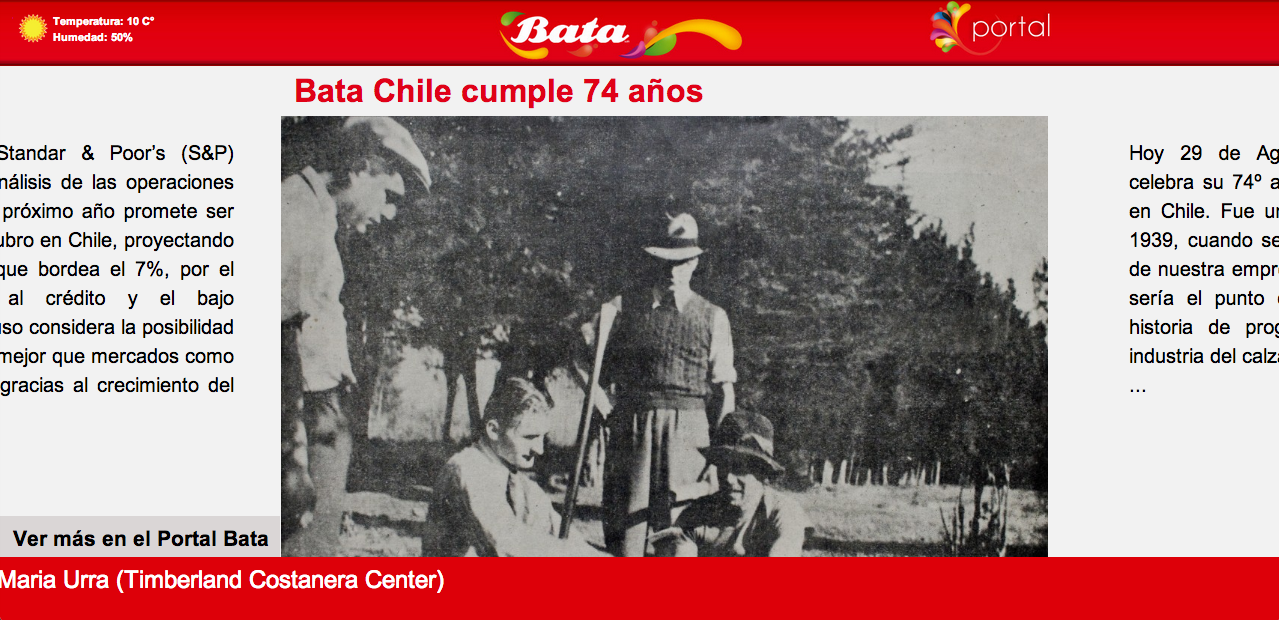 Temperatura: 10 C°
Humedad: 50%
Bata
portal
Bata Chile cumple 74 años
Standar & Poor's (S&P)
nálisis de las operaciones
próximo año promete ser
ubro en Chile, proyectando
que bordea el 7%, por el
al crédito y el bajo
uso considera la posibilidad
mejor que mercados como
gracias al crecimiento del
Ver más en el Portal Bata
Hoy 29 de Ag
celebra su 74º a
en Chile. Fue un
1939, cuando se
de nuestra empre
sería el punto
historia de prog
industria del calza
...
Maria Urra (Timberland Costanera Center)